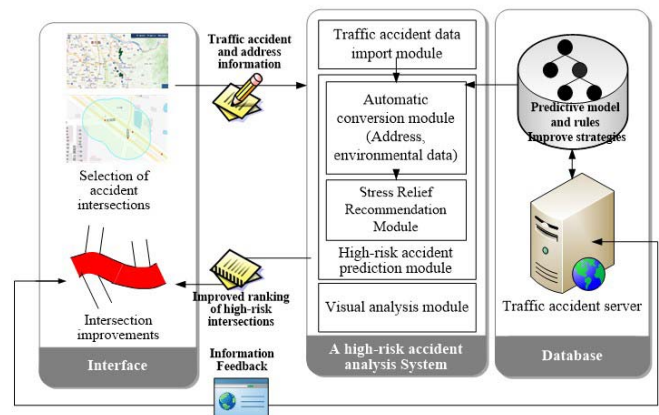 Selection of
accident
intersections
Intersection
improvements
Interface
Traffic accident
and address
information
Improved ranking
of high-risk
intersections
Information
Feedback
Traffic accident data
import module
Automatic
conversion module
(Address,
environmental data)
Stress Relief
Recommendation
Module
High-risk accident
prediction module
Visual analysis module
A high-risk accident
analysis System
Predictive model
and rules
Improve strategies
Traffic accident server
Database